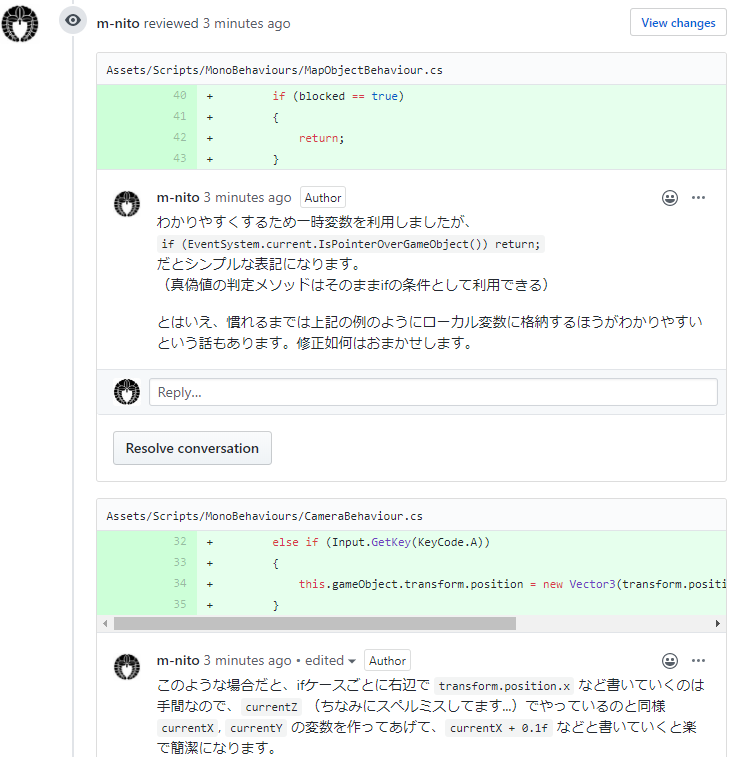 m-nito reviewed 3 minutes ago
View changes
Assets/Scripts/MonoBehaviours/MapObjectBehaviour.cs
40 + if (blocked == true)
41 + {
42 + return;
43 + }
m-nito 3 minutes ago Author
わかりやすくするため一時変数を利用しましたが、
if (EventSystem.current.IsPointerOverGameObject()) return;
だとシンプルな表記になります。
（真偽値の判定メソッドはそのままifの条件として利用できる）
とはいえ、慣れるまでは上記の例のようにローカル変数に格納するほうがわかりやすい
という話もあります。修正如何はおまかせします。
Reply...
Resolve conversation
Assets/Scripts/MonoBehaviours/CameraBehaviour.cs
32 + else if (Input.GetKey(KeyCode.A))
33 + {
34 + this.gameObject.transform.position = new Vector3(transform.positi
35 + }
m-nito 3 minutes ago • edited Author
このような場合だと、ifケースごとに右辺で transform.position.x など書いていくのは
手間なので、 currentZ （ちなみにスペルミスしてます...）でやっているのと同様
currentX , currentY の変数を作ってあげて、 currentX + 0.1f などと書いていくと楽
で簡潔になります。